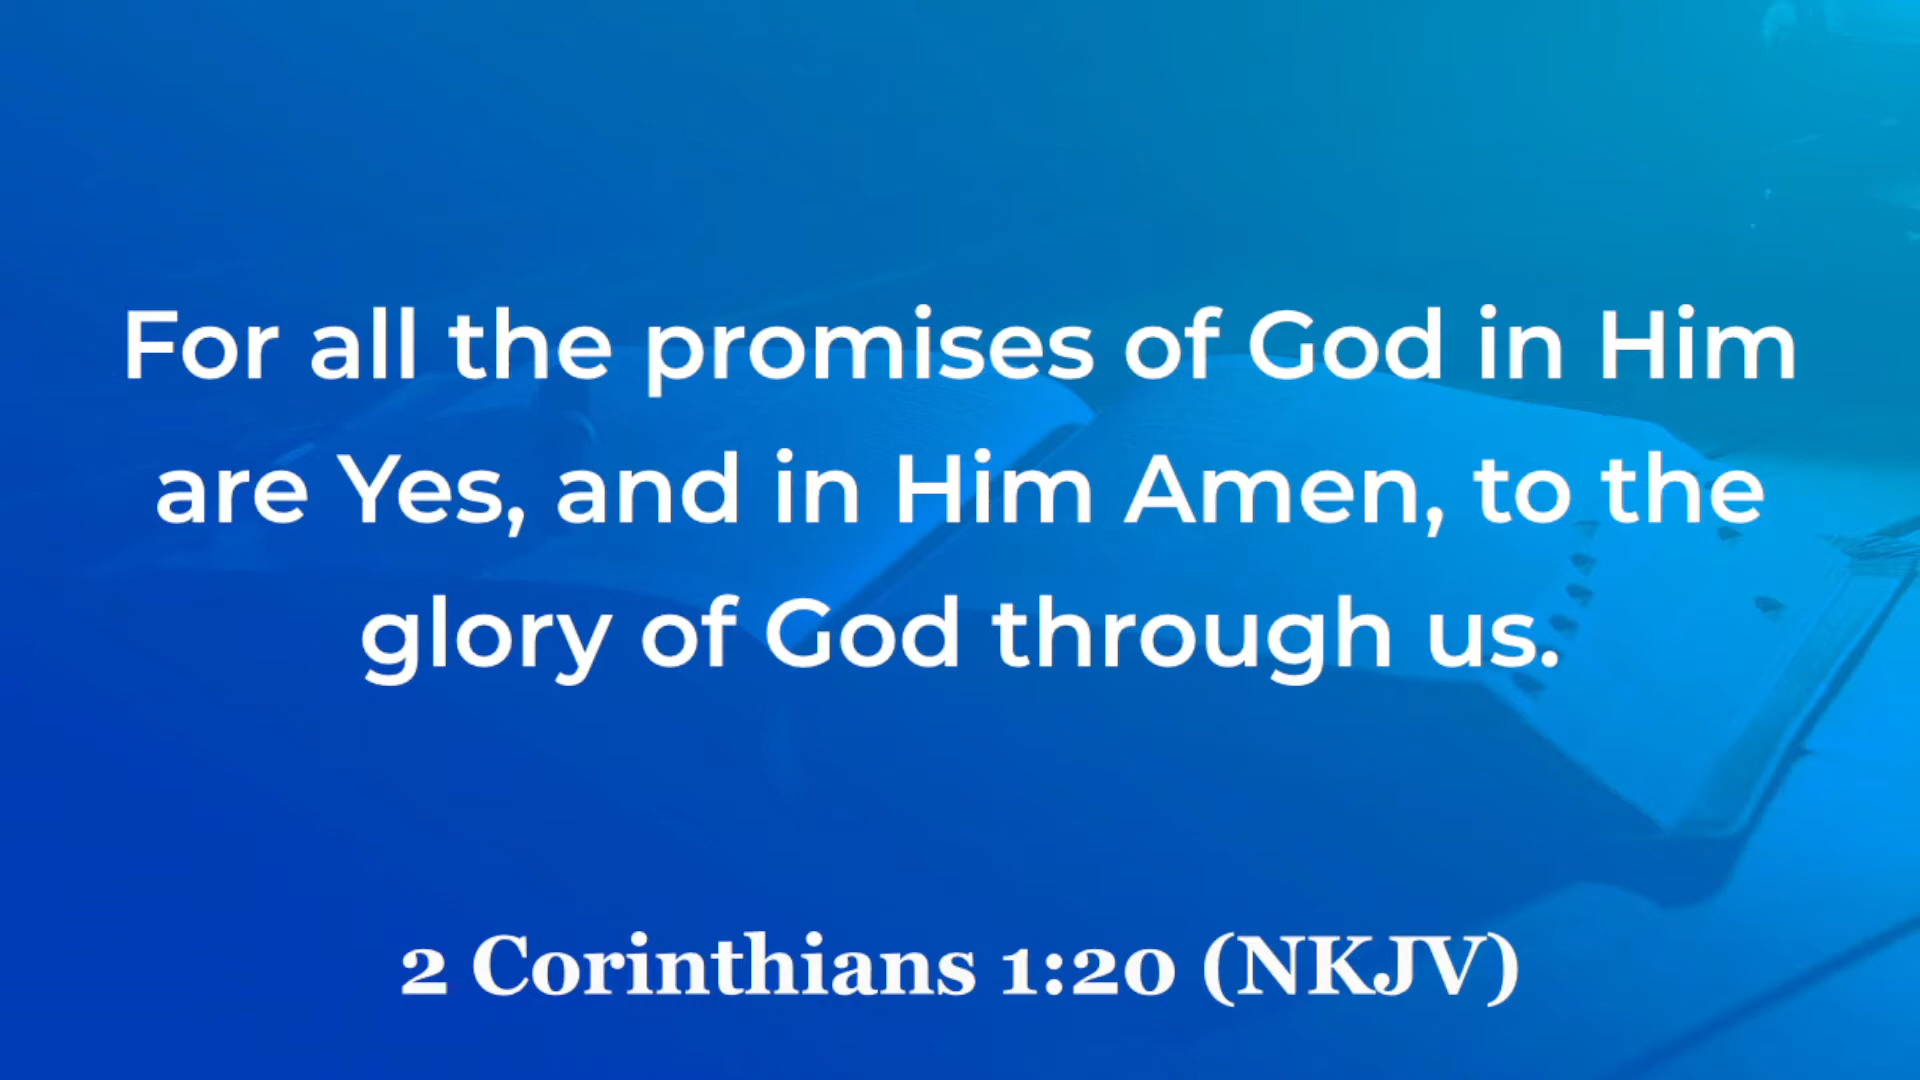 For all the promises of God in Him
are Yes, and in Him Amen, to the
glory of God through us.
2 Corinthians 1:20 (NKJV)